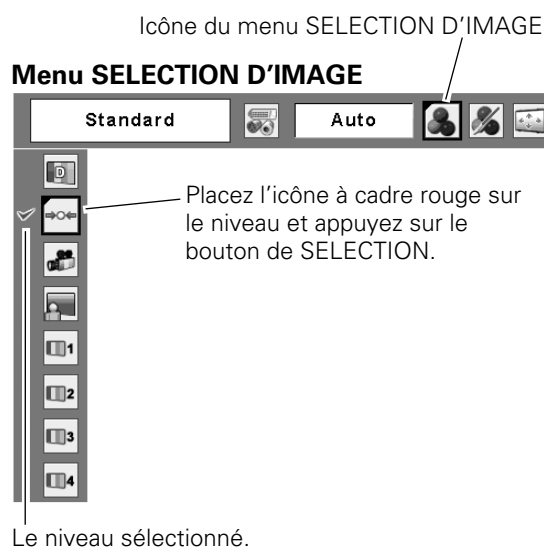 Icône du menu SELECTION D’IMAGE
Menu SELECTION D’IMAGE
Standard
Auto
D
Placez l’icône à cadre rouge sur
le niveau et appuyez sur le
bouton de SELECTION.
1
2
3
4
Le niveau sélectionné.